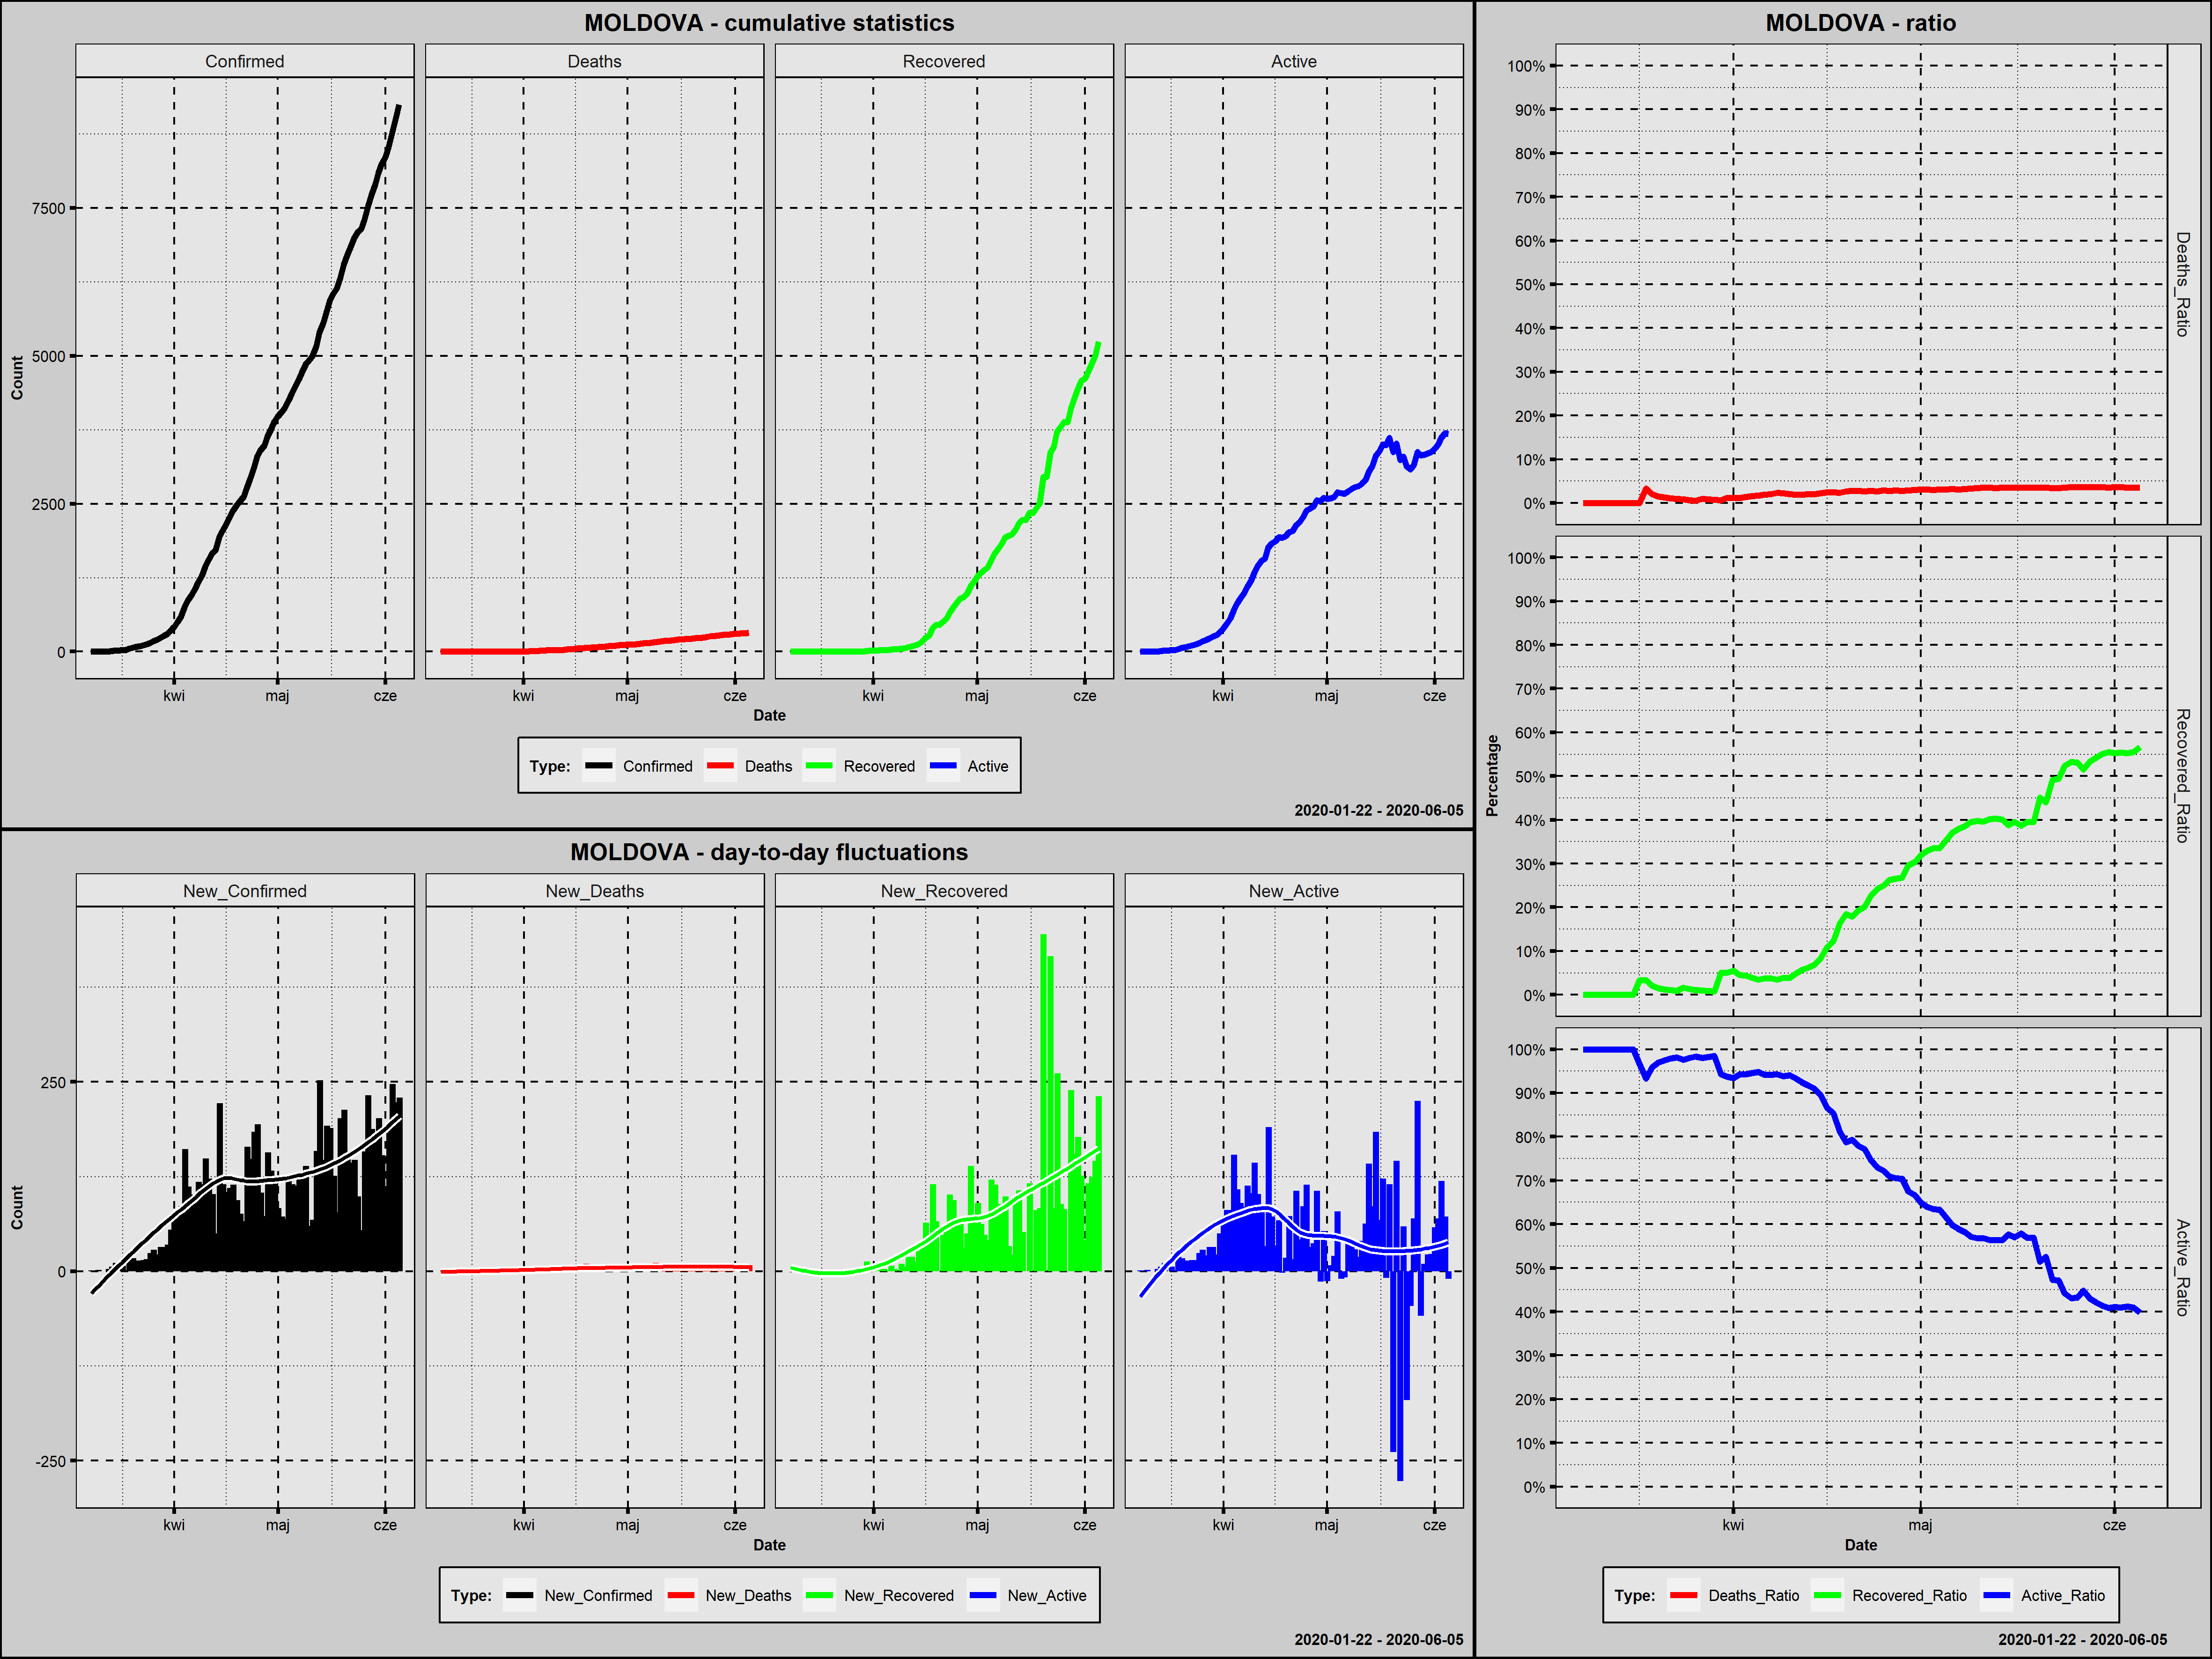 MOLDOVA - cumulative statistics
Confirmed Deaths Recovered Active
Count
7500
5000
2500
0
kwi maj cze kwi maj cze kwi maj cze kwi maj cze
Date
Type: Confirmed Deaths Recovered Active
2020-01-22 - 2020-06-05
MOLDOVA - day-to-day fluctuations
New_Confirmed New_Deaths New_Recovered New_Active
Count
250
0
-250
kwi maj cze kwi maj cze kwi maj cze kwi maj cze
Date
Type: New_Confirmed New_Deaths New_Recovered New_Active
2020-01-22 - 2020-06-05
MOLDOVA - ratio
Percentage
100%
90%
80%
70%
60%
50%
40%
30%
20%
10%
0%
Deaths_Ratio
100%
90%
80%
70%
60%
50%
40%
30%
20%
10%
0%
Recovered_Ratio
100%
90%
80%
70%
60%
50%
40%
30%
20%
10%
0%
Active_Ratio
kwi maj cze
Date
Type: Deaths_Ratio Recovered_Ratio Active_Ratio
2020-01-22 - 2020-06-05